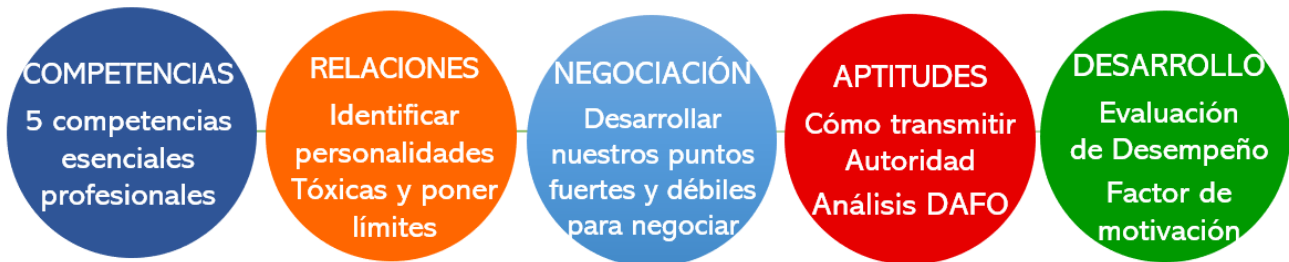 COMPETENCIAS
5 competencias
esenciales
profesionales
RELACIONES
Identificar
personalidades
Tóxicas y poner
límites
NEGOCIACIÓN
Desarrollar
nuestros puntos
fuertes y débiles
para negociar
APTITUDES
Cómo transmitir
Autoridad
Análisis DAFO
DESARROLLO
Evaluación
de Desempeño
Factor de
motivación